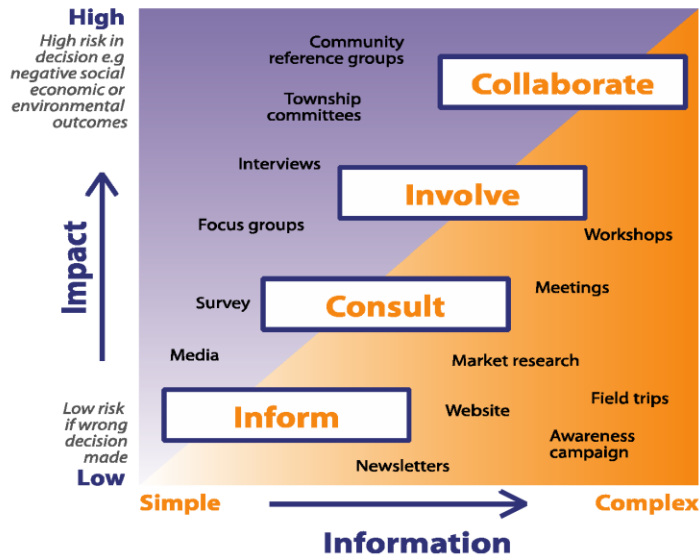 High
High risk in
decision e.g
negative social
economic or
environmental
outcomes
Community
reference groups
Collaborate
Township
committees
Interviews
Involve
Focus groups
Workshops
Impact
Survey
Consult
Meetings
Media
Market research
Low risk
if wrong
decision
made
Low
Inform
Website
Field trips
Awareness
campaign
Newsletters
Simple
Complex
Information